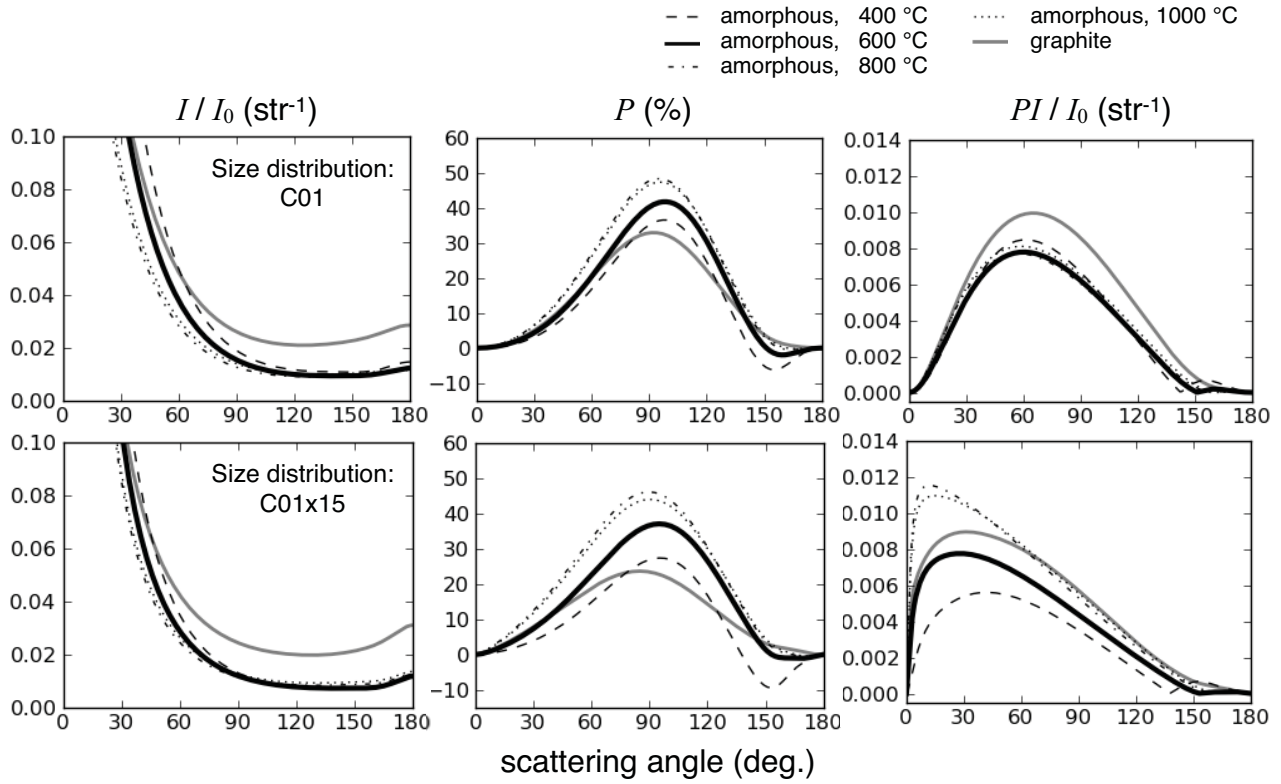 amorphous, 400 °C
amorphous, 600 °C
amorphous, 800 °C
amorphous, 1000 °C
graphite
I / I0 (str-1)
P (%)
PI / I0 (str-1)
0.10
0.08
0.06
0.04
0.02
0.00
0 30 60 90 120 150 180
Size distribution:
C01
60
50
40
30
20
10
0
−10
0 30 60 90 120 150 180
0.014
0.012
0.010
0.008
0.006
0.004
0.002
0.000
0 30 60 90 120 150 180
0.10
0.08
0.06
0.04
0.02
0.00
0 30 60 90 120 150 180
Size distribution:
C01x15
60
50
40
30
20
10
0
−10
0 30 60 90 120 150 180
0.014
0.012
0.010
0.008
0.006
0.004
0.002
0.000
0 30 60 90 120 150 180
scattering angle (deg.)